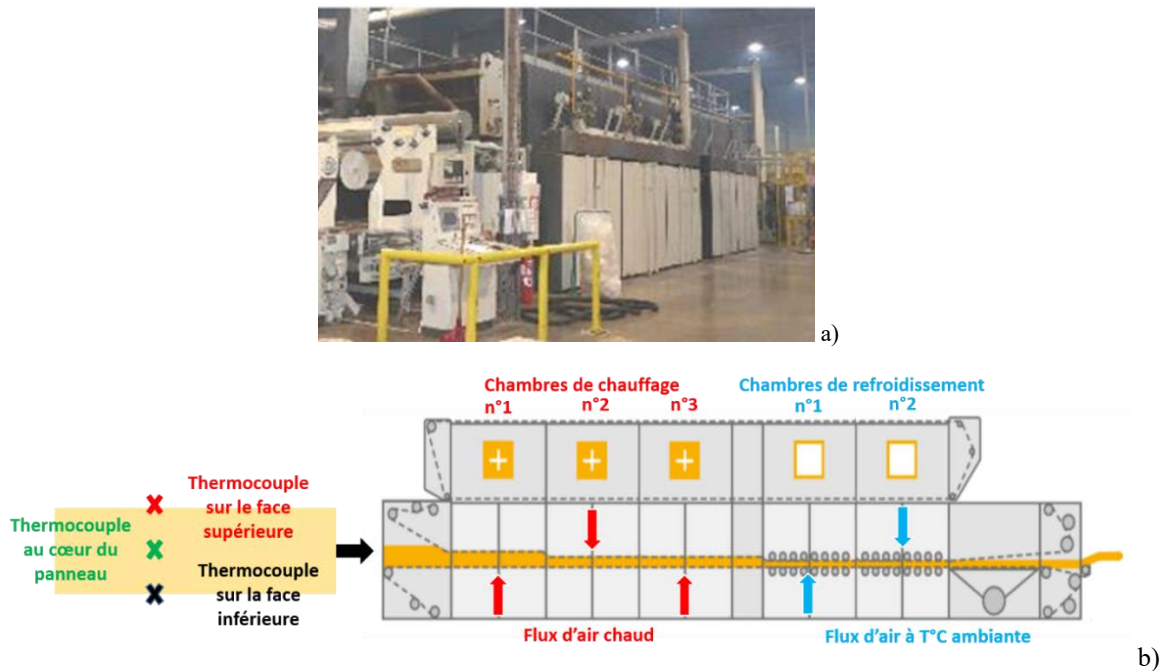 a)
Chambres de chauffage
n°1 n°2 n°3
Chambres de refroidissement
n°1 n°2
Thermocouple
sur le face
supérieure
Thermocouple
au cœur du
panneau
Thermocouple
sur la face
inférieure
Flux d'air chaud
Flux d'air à T°C ambiante
b)